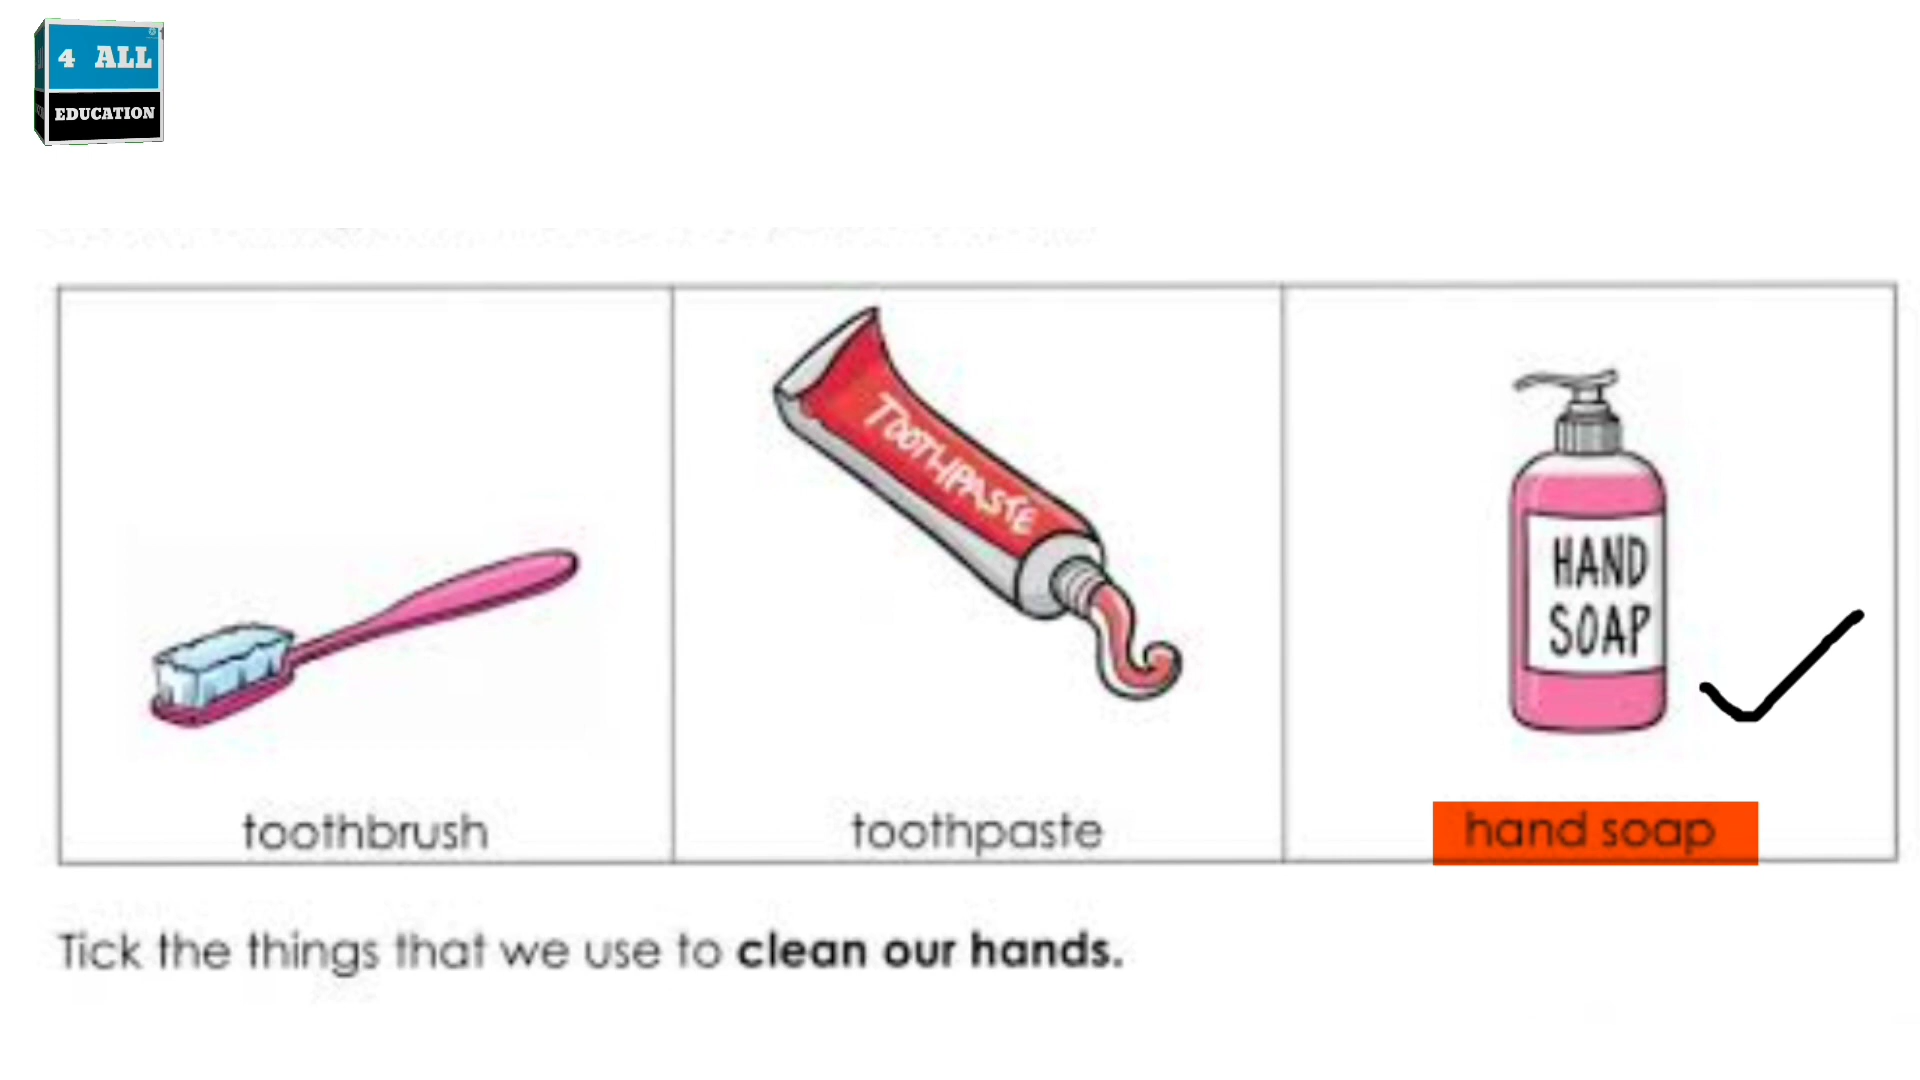 4 ALL
EDUCATION
TOOTHPASTE
HAND
SOAP
toothbrush
toothpaste
hand soap
Tick the things that we use to clean our hands.